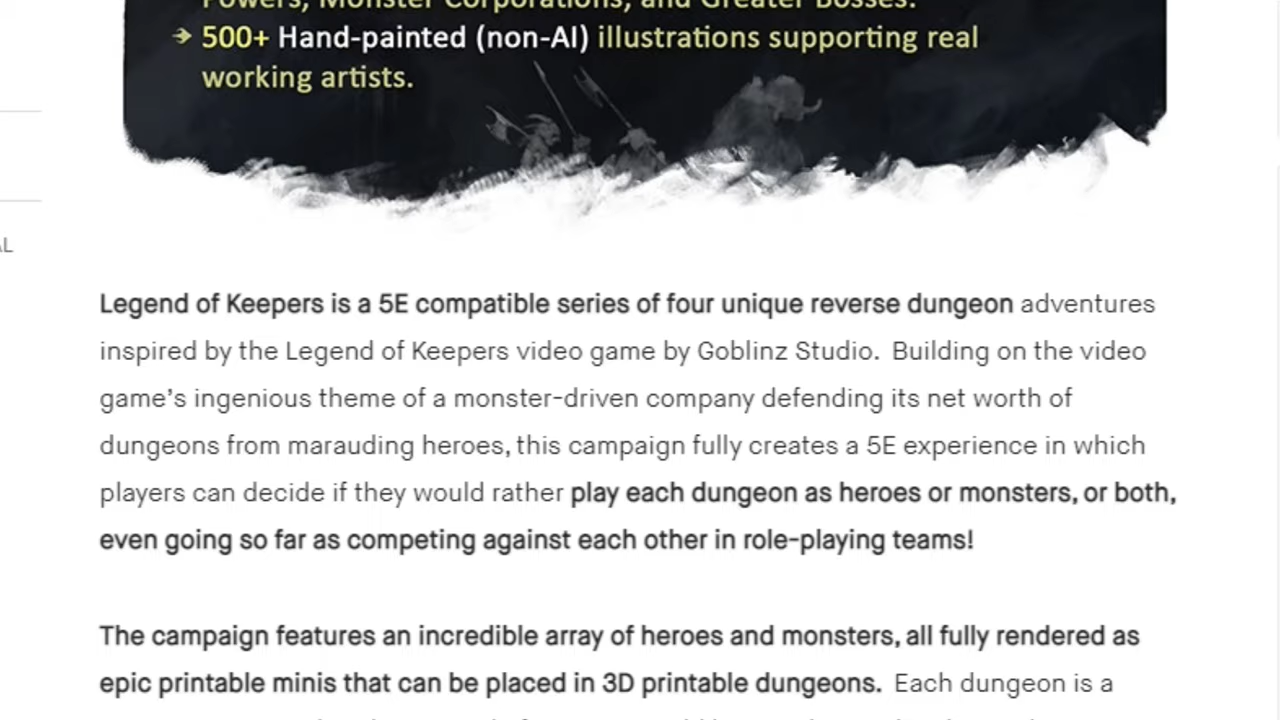 Powers, Monster Corporations, and Greater Bosses.
500+ Hand-painted (non-AI) illustrations supporting real
working artists.
Legend of Keepers is a 5E compatible series of four unique reverse dungeon adventures
inspired by the Legend of Keepers video game by Goblinz Studio. Building on the video
game's ingenious theme of a monster-driven company defending its net worth of
dungeons from marauding heroes, this campaign fully creates a 5E experience in which
players can decide if they would rather play each dungeon as heroes or monsters, or both,
even going so far as competing against each other in role-playing teams!
The campaign features an incredible array of heroes and monsters, all fully rendered as
epic printable minis that can be placed in 3D printable dungeons. Each dungeon is a